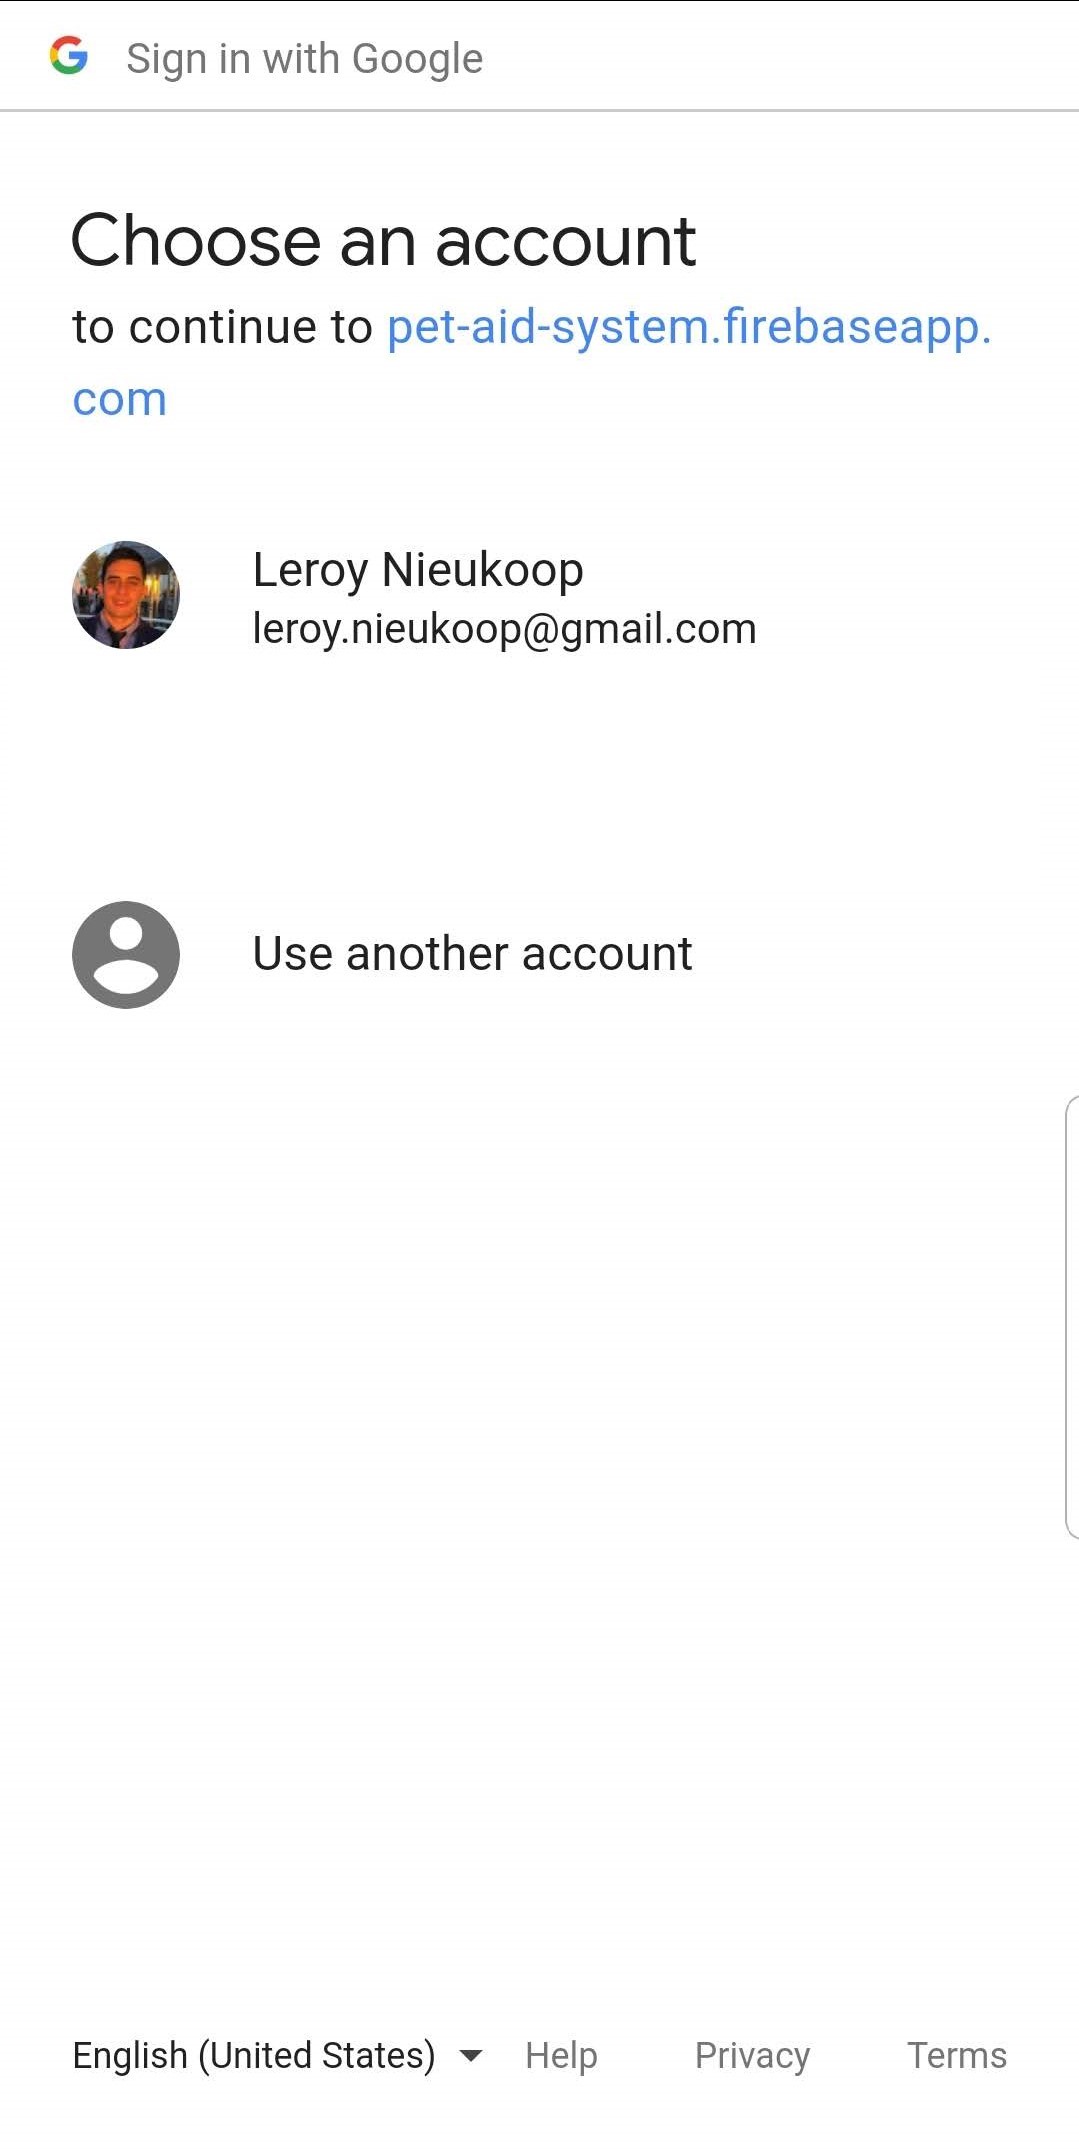 Sign in with Google
Choose an account
to continue to pet-aid-system.firebaseapp.
com
Leroy Nieukoop
leroy.nieukoop@gmail.com
Use another account
English (United States) Help Privacy Terms